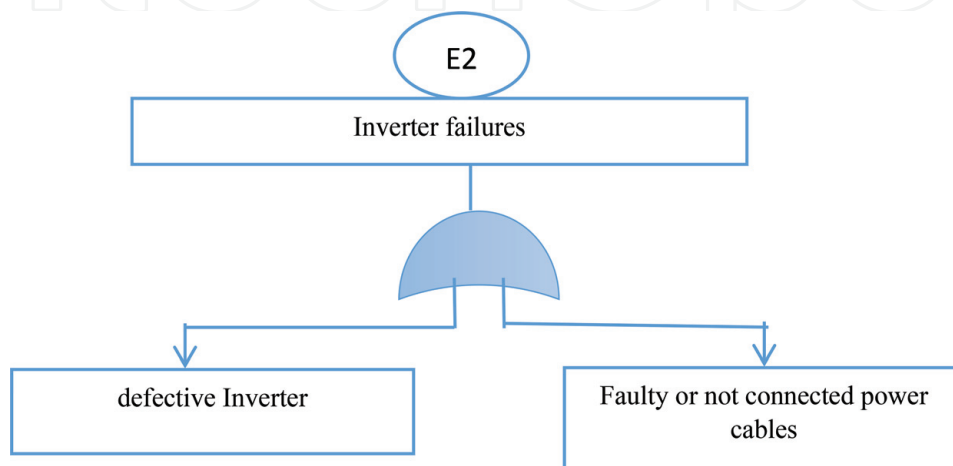 E2
Inverter failures
defective Inverter
Faulty or not connected power
cables